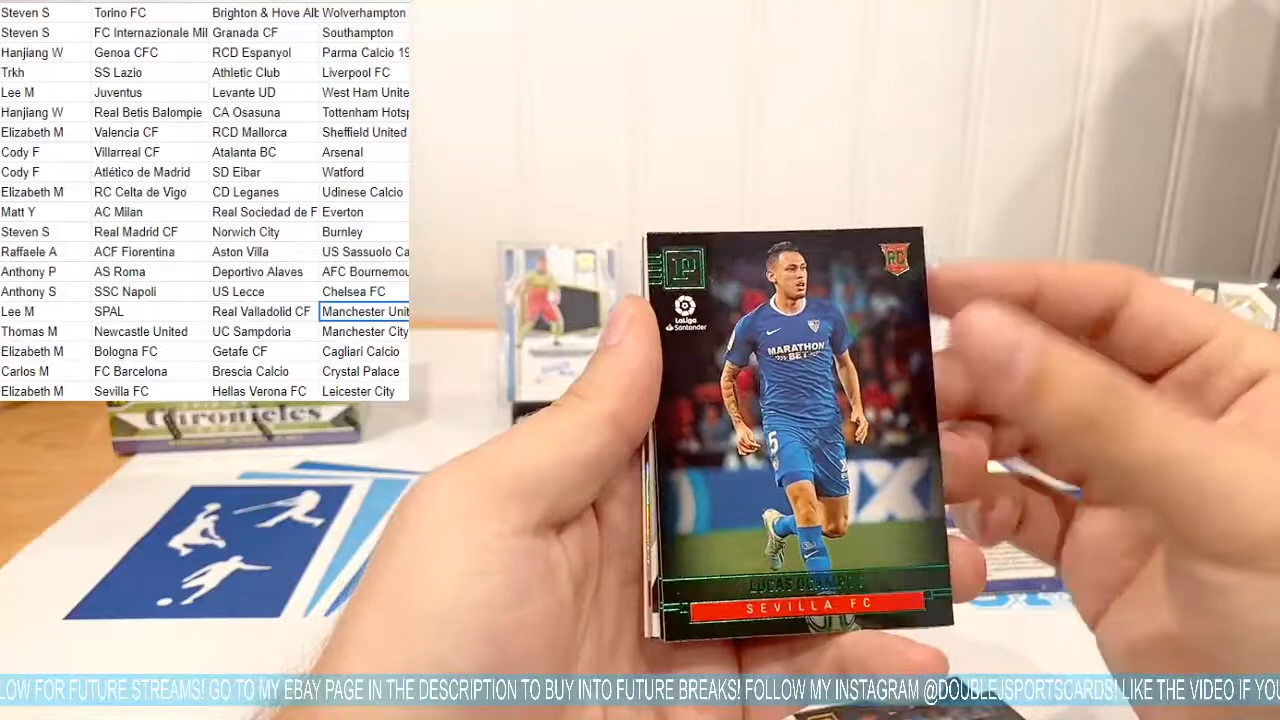 Steven S Torino FC Brighton & Hove Alb Wolverhampton
Steven S FC Internazionale Mil Granada CF Southampton
Hanjiang W Genoa CFC RCD Espanyol Parma Calcio 19
Trkh SS Lazio Athletic Club Liverpool FC
Lee M Juventus Levante UD West Ham Unite
Hanjiang W Real Betis Balompie CA Osasuna Tottenham Hotsp
Elizabeth M Valencia CF RCD Mallorca Sheffield United
Cody F Villarreal CF Atalanta BC Arsenal
Cody F Atlético de Madrid SD Eibar Watford
Elizabeth M RC Celta de Vigo CD Leganes Udinese Calcio
Matt Y AC Milan Real Sociedad de F Everton
Steven S Real Madrid CF Norwich City Burnley
Raffaele A ACF Fiorentina Aston Villa US Sassuolo Ca
Anthony P AS Roma Deportivo Alaves AFC Bournemou
Anthony S SSC Napoli US Lecce Chelsea FC
Lee M SPAL Real Valladolid CF Manchester Unit
Thomas M Newcastle United UC Sampdoria Manchester City
Elizabeth M Bologna FC Getafe CF Cagliari Calcio
Carlos M FC Barcelona Brescia Calcio Crystal Palace
Elizabeth M Sevilla FC Hellas Verona FC Leicester City
Chronicles
RC
LaLiga
Santander
MARATHON
BET
5
LUCAS OCAMPOS
SEVILLA FC
LOW FOR FUTURE STREAMS! GO TO MY EBAY PAGE IN THE DESCRIPTION TO BUY INTO FUTURE BREAKS! FOLLOW MY INSTAGRAM @DOUBLEJSPORTSCARDS! LIKE THE VIDEO IF YOU